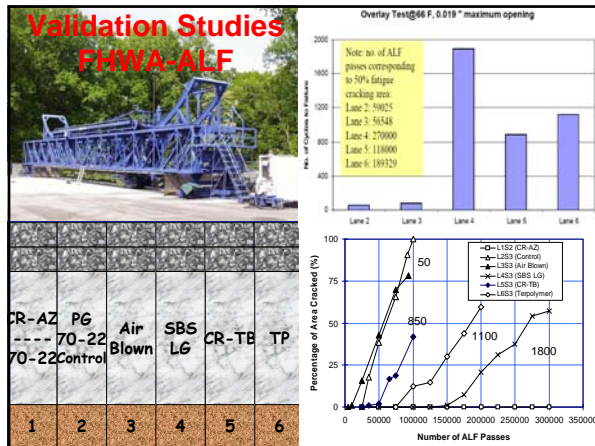 Validation Studies
FHWA-ALF
Overlay Test@66 F, 0.019 " maximum opening
No. of Cycles to Failure
2000
1600
1200
800
400
0
Note: no. of ALF
passes corresponding
to 50% fatigue
cracking area:
Lane 2: 59025
Lane 3: 56548
Lane 4: 270000
Lane 5: 118000
Lane 6: 189329
Lane 2 Lane 3 Lane 4 Lane 5 Lane 6
CR-AZ
----
70-22
PG
70-22
Control
Air
Blown
SBS
LG
CR-TB
TP
1 2 3 4 5 6
Percentage of Area Cracked (%)
100
75
50
25
0
50
850
1100
1800
L1S2 (CR-AZ)
L2S3 (Control)
L3S3 (Air Blown)
L4S3 (SBS LG)
L5S3 (CR-TB)
L6S3 (Terpolymer)
0 50000 100000 150000 200000 250000 300000 350000
Number of ALF Passes